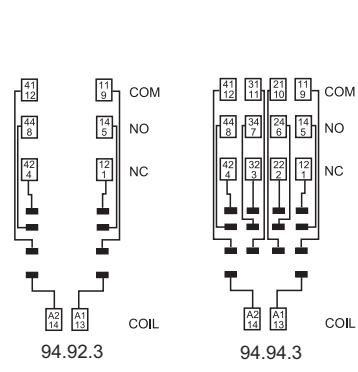 41 11 41 31 21 11
12 9 COM 12 11 10 9 COM
44 14 44 34 24 14
8 5 NO 8 7 6 5 NO
42 12 42 32 22 12
4 1 NC 4 3 2 1 NC
A2 A1 A2 A1
14 13 COIL 14 13 COIL
94.92.3 94.94.3